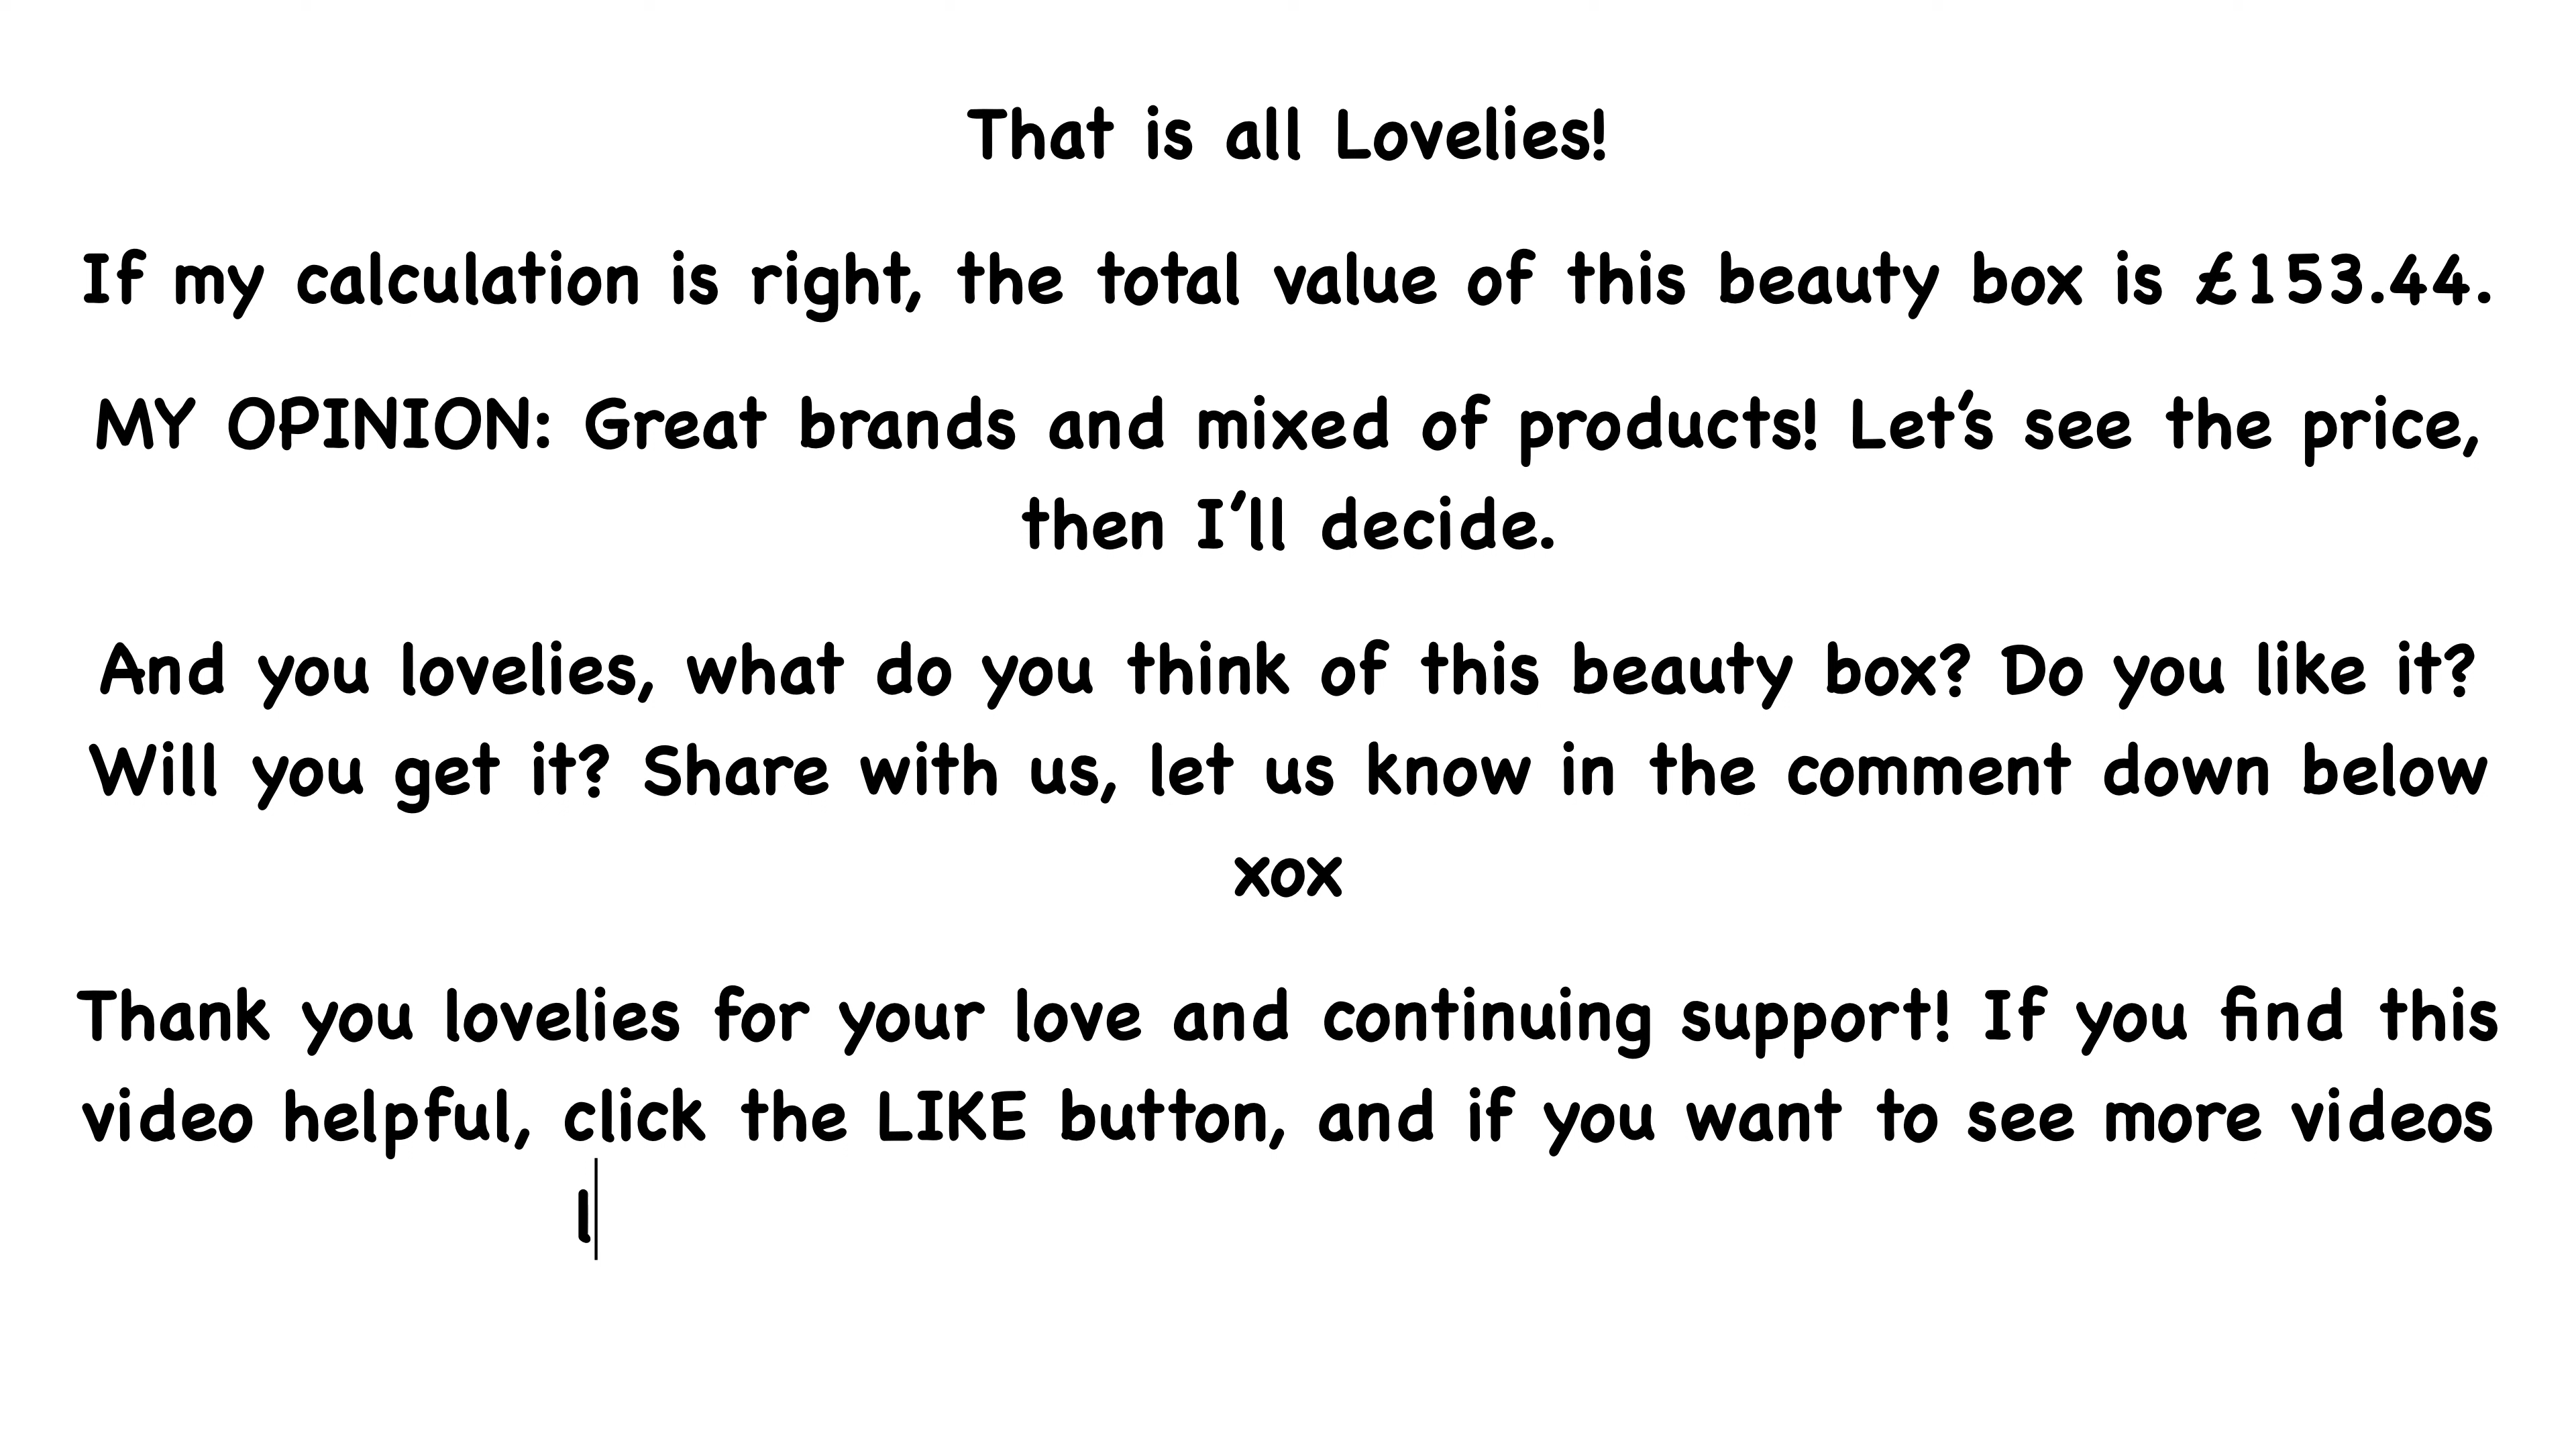 That is all Lovelies!
If my calculation is right, the total value of this beauty box is £153.44.
MY OPINION: Great brands and mixed of products! Let's see the price,
then I'll decide.
And you lovelies, what do you think of this beauty box? Do you like it?
Will you get it? Share with us, let us know in the comment down below
xox
Thank you lovelies for your love and continuing support! If you find this
video helpful, click the LIKE button, and if you want to see more videos
l